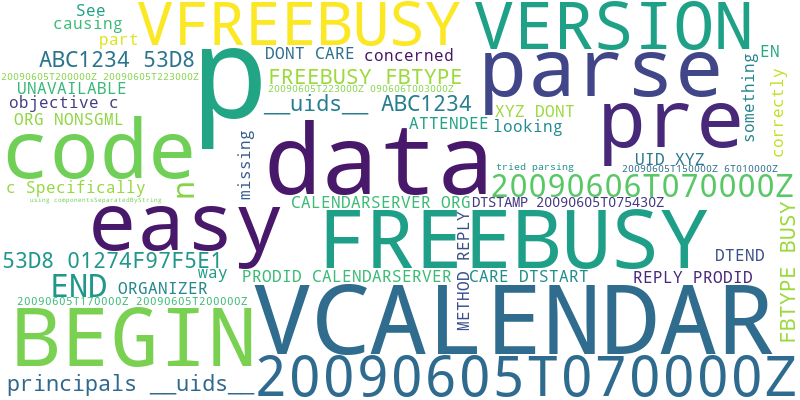 See
causing
VFREEBUSY
VERSION
part
ABC1234 53D8
p
DONT CARE
concerned
parse
EN
20090605T200000Z 20090605T223000Z
FREEBUSY FBTYPE
UNAVAILABLE
20090605T223000Z 090606T003000Z
something
correctly
objective c
__uids__ ABC1234
XYZ DONT
pre
ORG NONSGML
code
data
ATTENDEE
looking
missing
UID XYZ
tried parsing
20090605T150000Z 6T010000Z
c Specifically
n
20090606T070000Z
using componentsSeparatedByString
easy
CALENDARSERVER ORG
DTSTAMP 20090605T075430Z
FREEBUSY
METHOD REPLY
FBTYPE BUSY
53D8 01274F97F5E1
way
DTEND
END
ORGANIZER
PRODID CALENDARSERVER
CARE DTSTART
REPLY PRODID
20090605T170000Z 20090605T200000Z
BEGIN
VCALENDAR
principals __uids__
20090605T070000Z